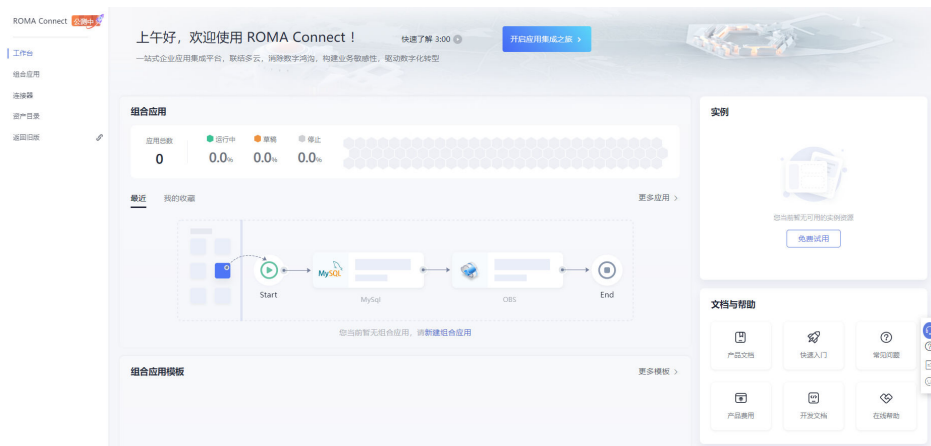 ROMA Connect 公测中
工作台
组合应用
连接器
资产目录
返回旧版
上午好，欢迎使用 ROMA Connect！
快速了解 3:00
开启应用集成之旅 >
一站式企业应用集成平台，联结多云，消除数字鸿沟，构建业务敏感性，驱动数字化转型
组合应用
应用总数
0
运行中
0.0%
草稿
0.0%
停止
0.0%
最近 我的收藏
更多应用 >
Start
MySQL
MySql
OBS
End
您当前暂无组合应用，请新建组合应用
组合应用模板
更多模板 >
实例
您当前暂无可用的实例资源
免费试用
文档与帮助
产品文档
快速入门
常见问题
产品费用
开发文档
在线帮助